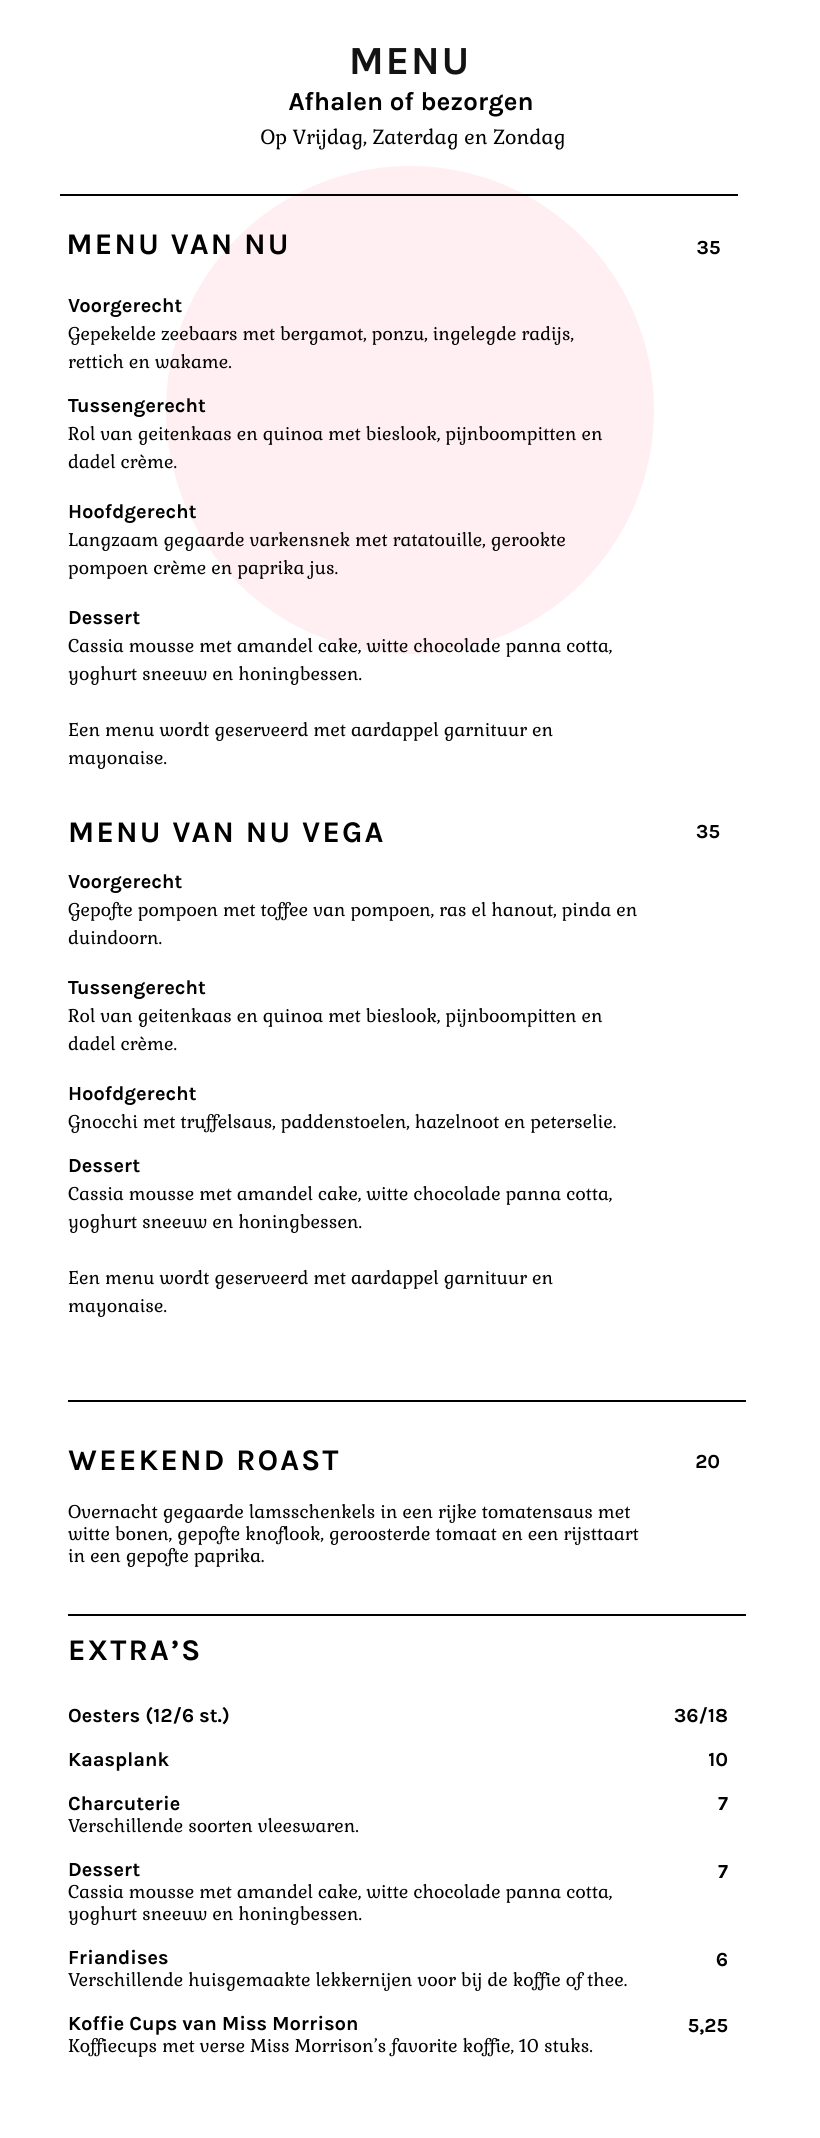 MENU
Afhalen of bezorgen
Op Vrijdag, Zaterdag en Zondag
MENU VAN NU 35
Voorgerecht
Gepekelde zeebaars met bergamot, ponzu, ingelegde radijs,
rettich en wakame.
Tussengerecht
Rol van geitenkaas en quinoa met bieslook, pijnboompitten en
dadel crème.
Hoofdgerecht
Langzaam gegaarde varkensnek met ratatouille, gerookte
pompoen crème en paprika jus.
Dessert
Cassia mousse met amandel cake, witte chocolade panna cotta,
yoghurt sneeuw en honingbessen.
Een menu wordt geserveerd met aardappel garnituur en
mayonaise.
MENU VAN NU VEGA 35
Voorgerecht
Gepofte pompoen met toffee van pompoen, ras el hanout, pinda en
duindoorn.
Tussengerecht
Rol van geitenkaas en quinoa met bieslook, pijnboompitten en
dadel crème.
Hoofdgerecht
Gnocchi met truffelsaus, paddenstoelen, hazelnoot en peterselie.
Dessert
Cassia mousse met amandel cake, witte chocolade panna cotta,
yoghurt sneeuw en honingbessen.
Een menu wordt geserveerd met aardappel garnituur en
mayonaise.
WEEKEND ROAST 20
Overnacht gegaarde lamsschenkels in een rijke tomatensaus met
witte bonen, gepofte knoflook, geroosterde tomaat en een rijsttaart
in een gepofte paprika.
EXTRA’S
Oesters (12/6 st.) 36/18
Kaasplank 10
Charcuterie 7
Verschillende soorten vleeswaren.
Dessert 7
Cassia mousse met amandel cake, witte chocolade panna cotta,
yoghurt sneeuw en honingbessen.
Friandises 6
Verschillende huisgemaakte lekkernijen voor bij de koffie of thee.
Koffie Cups van Miss Morrison 5,25
Koffiecups met verse Miss Morrison’s favorite koffie, 10 stuks.